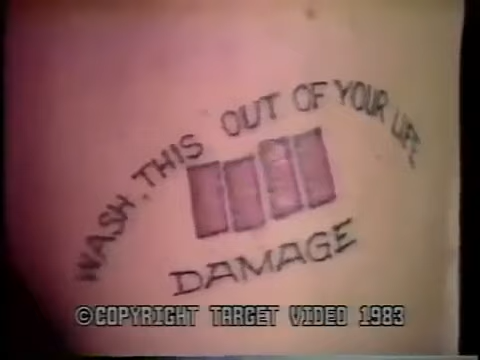 WASH THIS OUT OF YOUR LIFE
DAMAGE
©COPYRIGHT TARGET VIDEO 1983